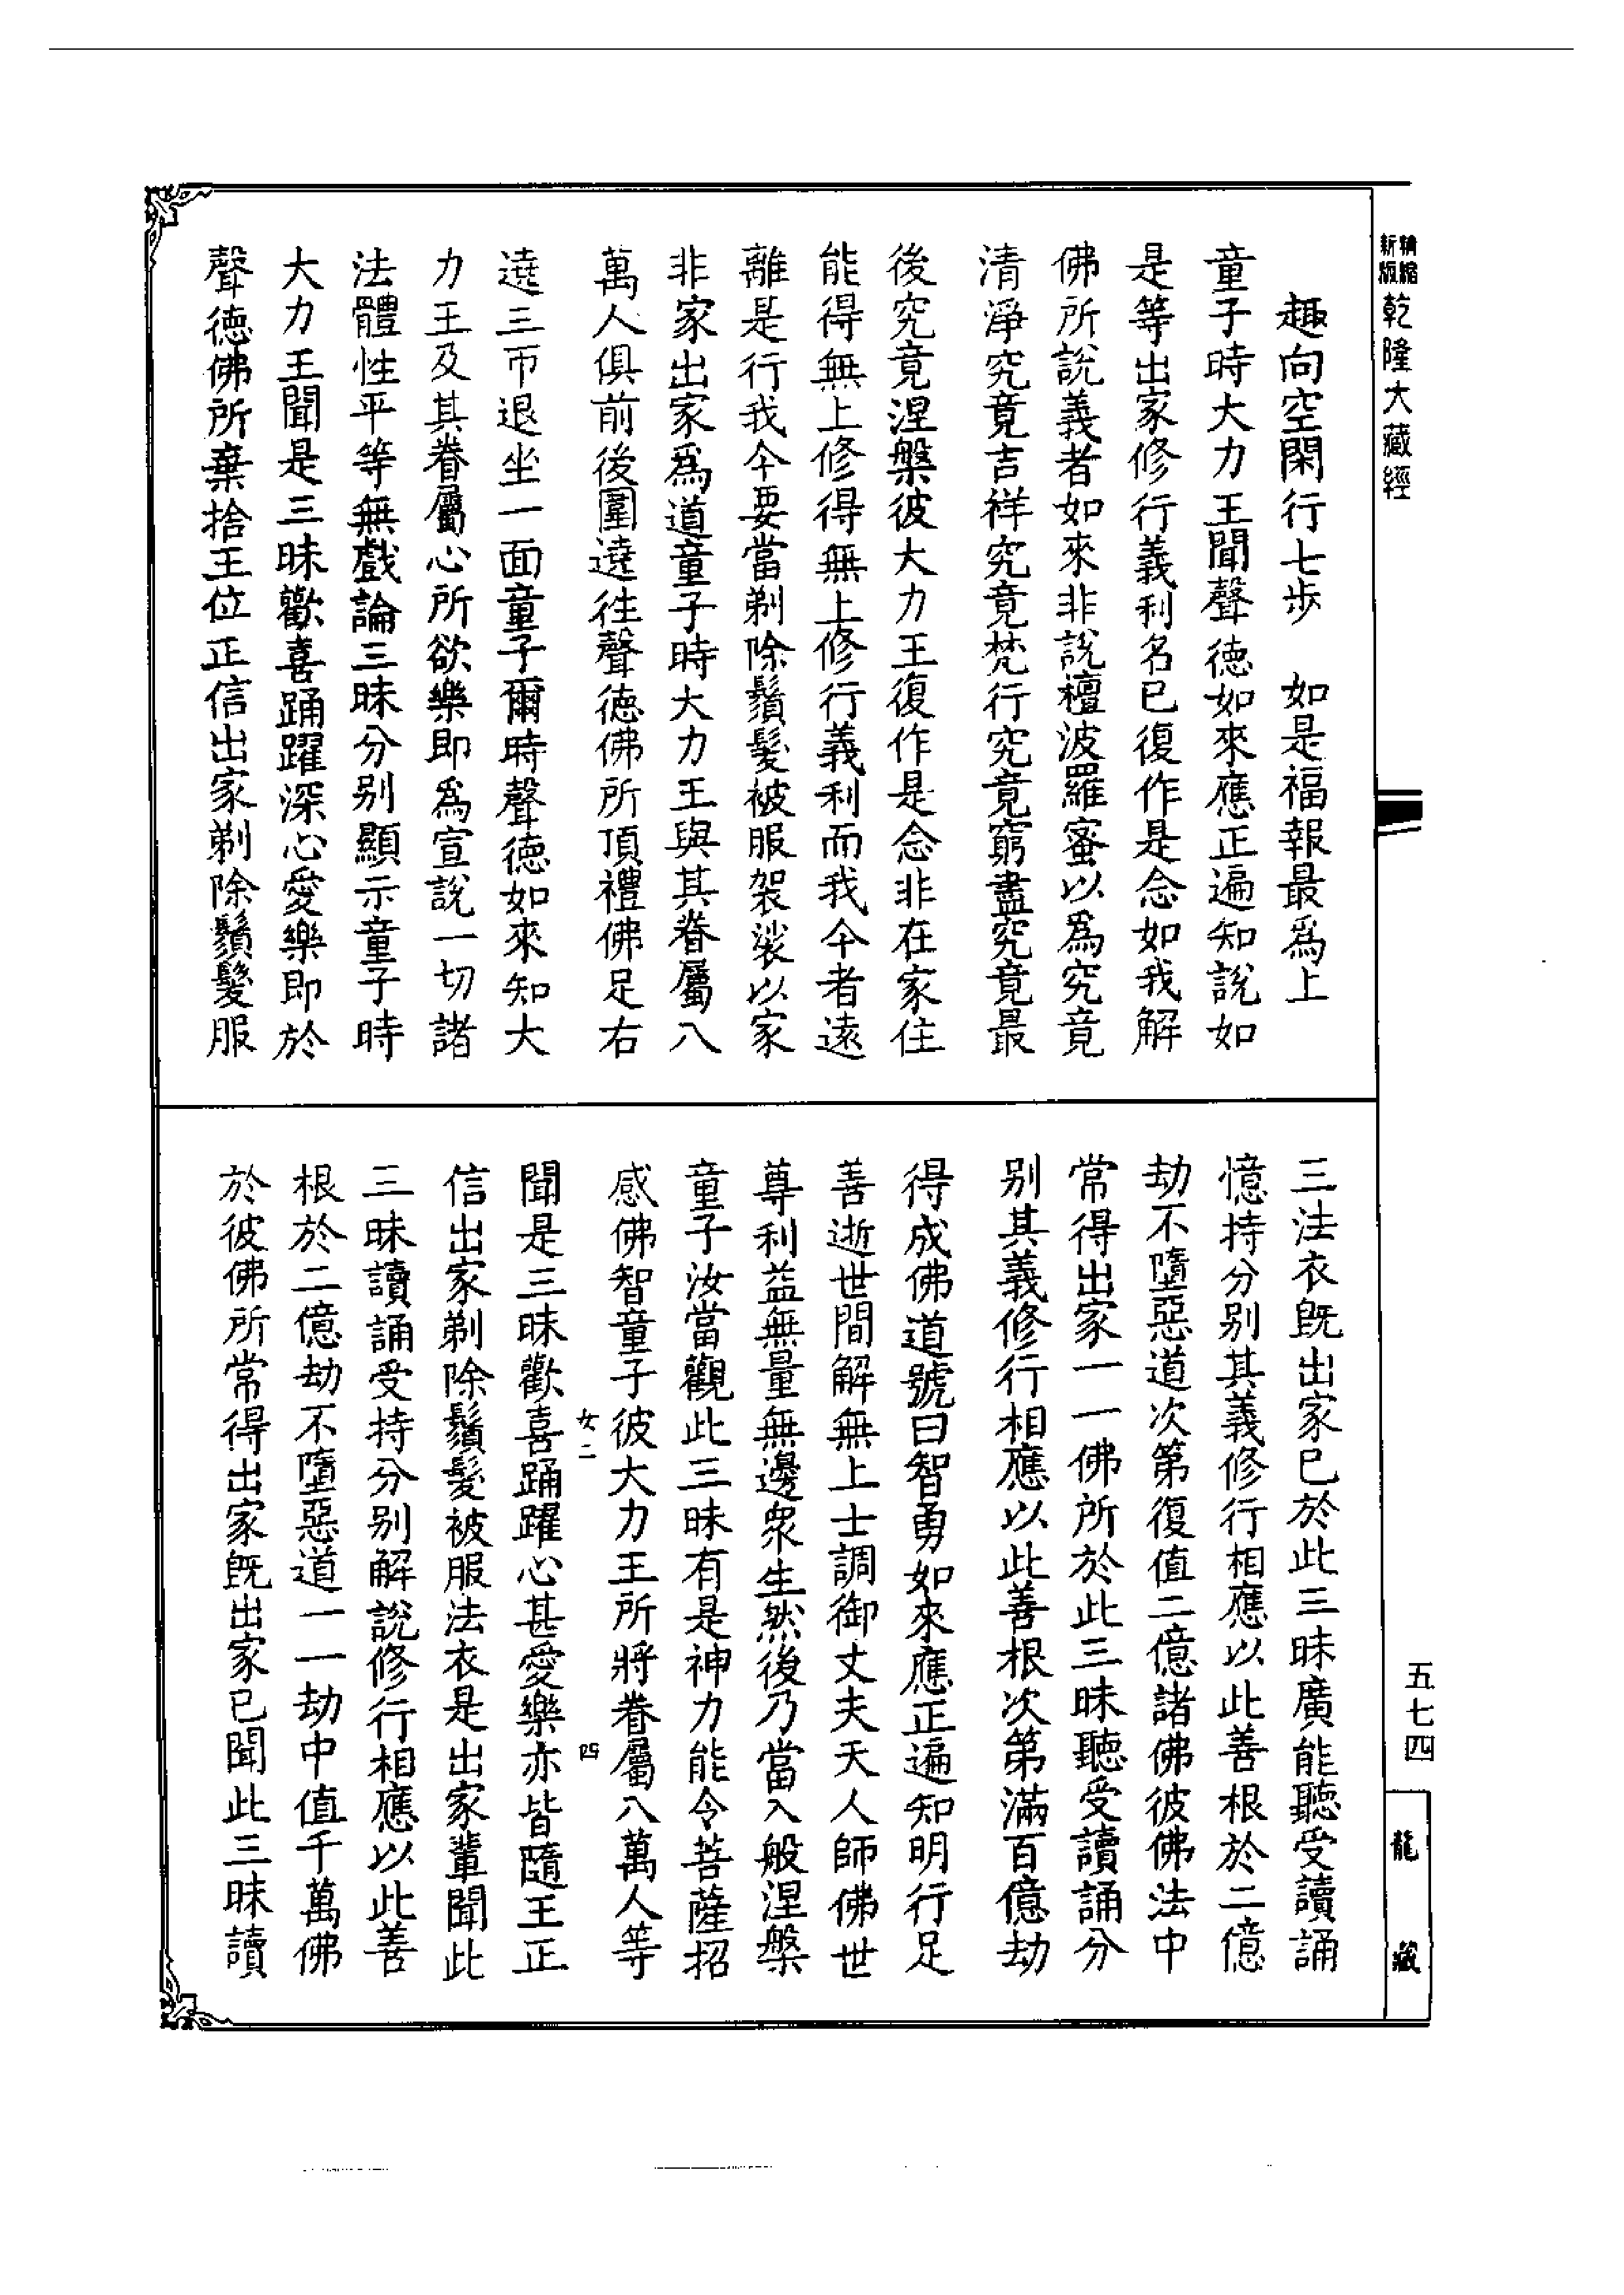 精縮新版乾隆大藏經
趣向空閑行七步　如是福報最爲上
童子時大力王聞聲德如來應正遍知說如
是等出家修行義利名已復作是念如我解
佛所說義者如來非說檀波羅蜜以爲究竟
清淨究竟吉祥究竟梵行究竟窮盡究竟最
後究竟涅槃彼大力王復作是念非在家住
能得無上修得無上修行義利而我今者遠
離是行我今要當剃除鬚髮被服袈裟以家
非家出家爲道童子時大力王與其眷屬八
萬人俱前後圍遶往聲德佛所頂禮佛足右
遶三帀退坐一面童子爾時聲德如來知大
力王及其眷屬心所欲樂即爲宣說一切諸
法體性平等無戲論三昧分別顯示童子時
大力王聞是三昧歡喜踊躍深心愛樂即於
聲德佛所棄捨王位正信出家剃除鬚髮服
三法衣旣出家已於此三昧廣能聽受讀誦
憶持分別其義修行相應以此善根於二億
劫不墮惡道次第復值二億諸佛彼佛法中
常得出家一一佛所於此三昧聽受讀誦分
別其義修行相應以此善根次第滿百億劫
得成佛道號曰智勇如來應正遍知明行足
善逝世間解無上士調御丈夫天人師佛世
尊利益無量無邊衆生然後乃當入般涅槃
童子汝當觀此三昧有是神力能令菩薩招
感佛智童子彼大力王所將眷屬八萬人等
女二　四
聞是三昧歡喜踊躍心甚愛樂亦皆隨王正
信出家剃除鬚髮被服法衣是出家輩聞此
三昧讀誦受持分別解說修行相應以此善
根於二億劫不墮惡道一一劫中值千萬佛
於彼佛所常得出家旣出家已聞此三昧讀
五七四
龍藏